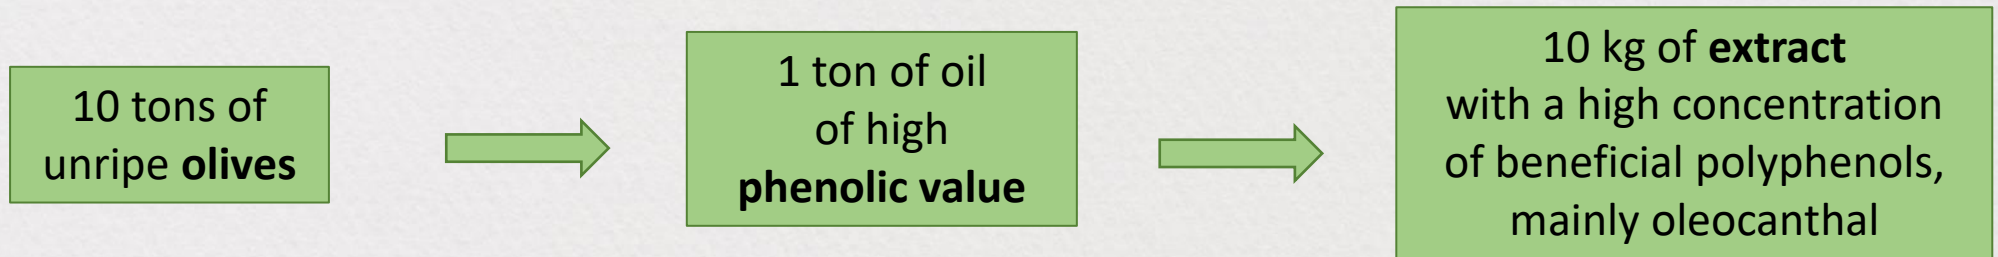 10 tons of
unripe olives
1 ton of oil
of high
phenolic value
10 kg of extract
with a high concentration
of beneficial polyphenols,
mainly oleocanthal